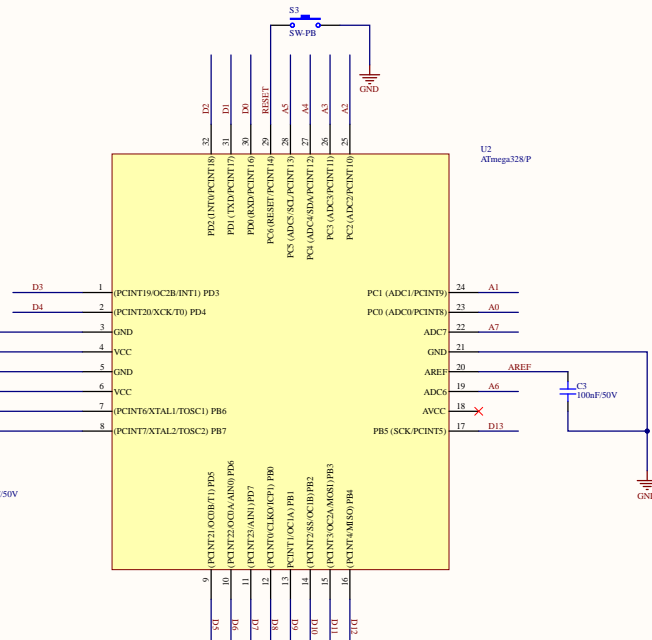 S3
SW-PB
GND
D2
D1
D0
RESET
A5
A4
A3
A2
32
31
30
29
28
27
26
25
U2
ATmega328/P
PD2 (INT0/PCINT18)
PD1 (TXD/PCINT17)
PD0 (RXD/PCINT16)
PC6 (RESET/PCINT14)
PC5 (ADC5/SCL/PCINT13)
PC4 (ADC4/SDA/PCINT12)
PC3 (ADC3/PCINT11)
PC2 (ADC2/PCINT10)
D3 1 (PCINT19/OC2B/INT1) PD3
D4 2 (PCINT20/XCK/T0) PD4
3 GND
4 VCC
5 GND
6 VCC
7 (PCINT6/XTAL1/TOSC1) PB6
8 (PCINT7/XTAL2/TOSC2) PB7
PC1 (ADC1/PCINT9) 24 A1
PC0 (ADC0/PCINT8) 23 A0
ADC7 22 A7
GND 21
AREF 20 AREF
ADC6 19 A6
AVCC 18
PB5 (SCK/PCINT5) 17 D13
C3
100nF/50V
/50V
GND
(PCINT21/OC0B/T1) PD5
(PCINT22/OC0A/AIN0) PD6
(PCINT23/AIN1) PD7
(PCINT0/CLKO/ICP1) PB0
(PCINT1/OC1A) PB1
(PCINT2/SS/OC1B) PB2
(PCINT3/OC2A/MOSI) PB3
(PCINT4/MISO) PB4
9
10
11
12
13
14
15
16
D5
D6
D7
D8
D9
D10
D11
D12